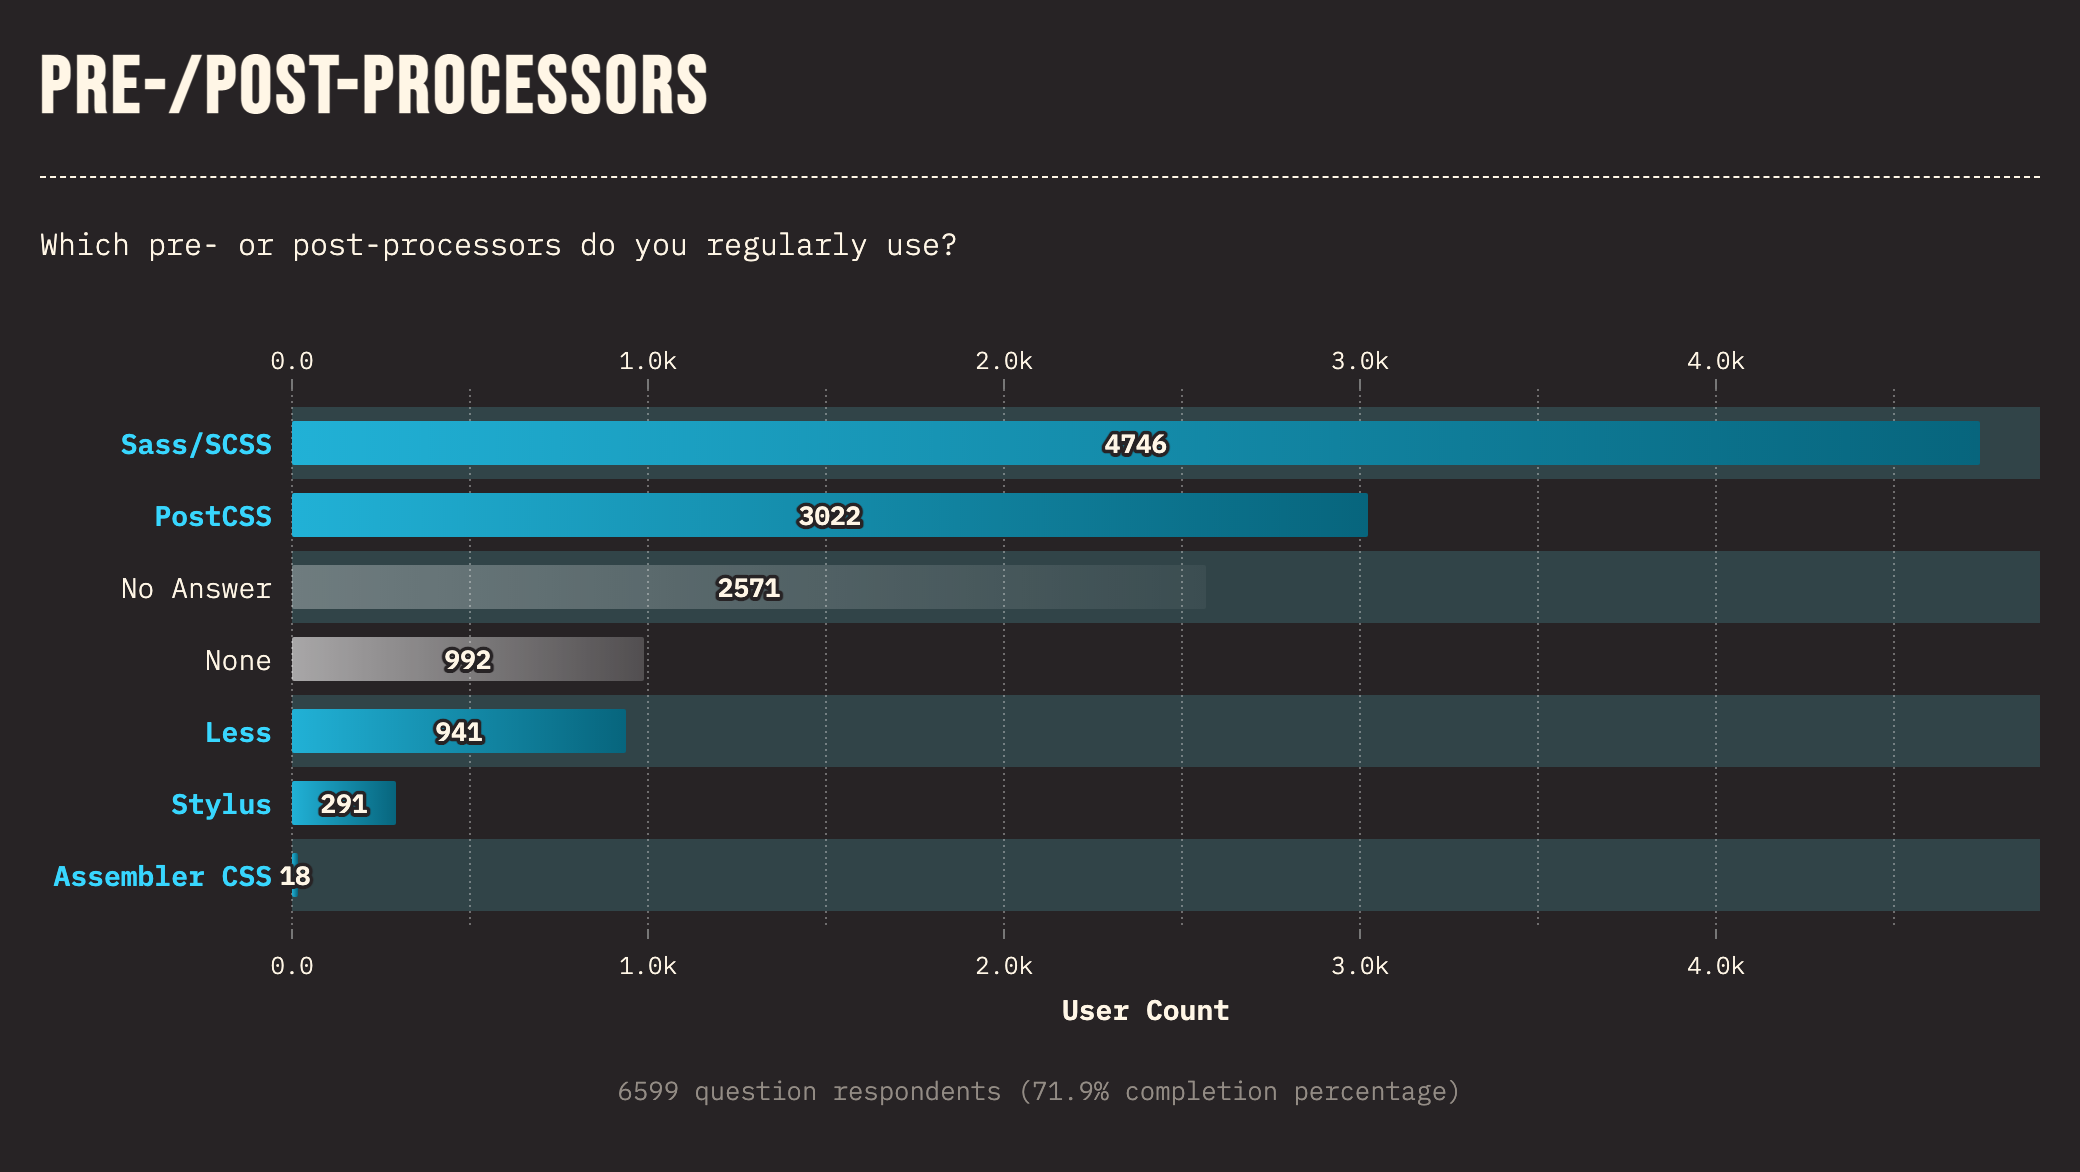 PRE-/POST-PROCESSORS
Which pre- or post-processors do you regularly use?
0.0 1.0k 2.0k 3.0k 4.0k
Sass/SCSS 4746
PostCSS 3022
No Answer 2571
None 992
Less 941
Stylus 291
Assembler CSS 18
0.0 1.0k 2.0k 3.0k 4.0k
User Count
6599 question respondents (71.9% completion percentage)